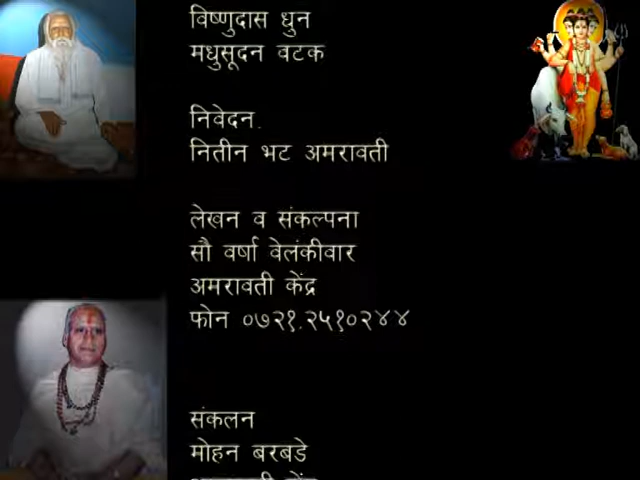 विष्णुदास धुन
मधुसूदन वटक
निवेदन.
नितीन भट अमरावती
लेखन व संकल्पना
सौ वर्षा वेलंकीवार
अमरावती केंद्र
फोन ०७२१.२५१०२४४
संकलन
मोहन बरबडे